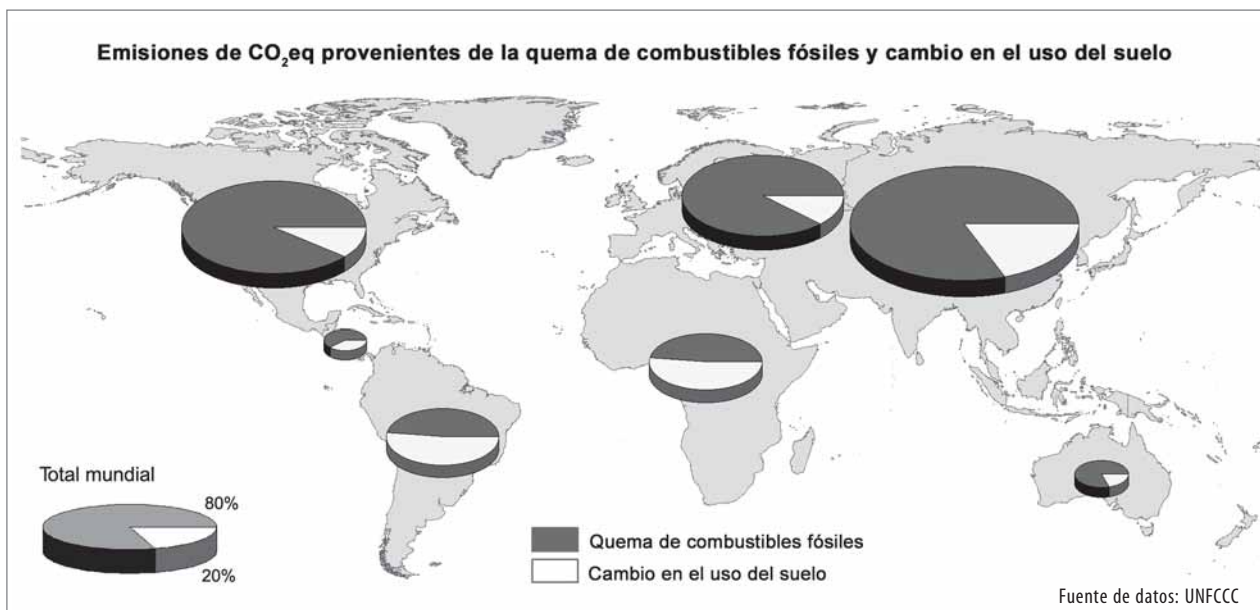 Emisiones de CO₂eq provenientes de la quema de combustibles fósiles y cambio en el uso del suelo
Total mundial
80%
20%
Quema de combustibles fósiles
Cambio en el uso del suelo
Fuente de datos: UNFCCC